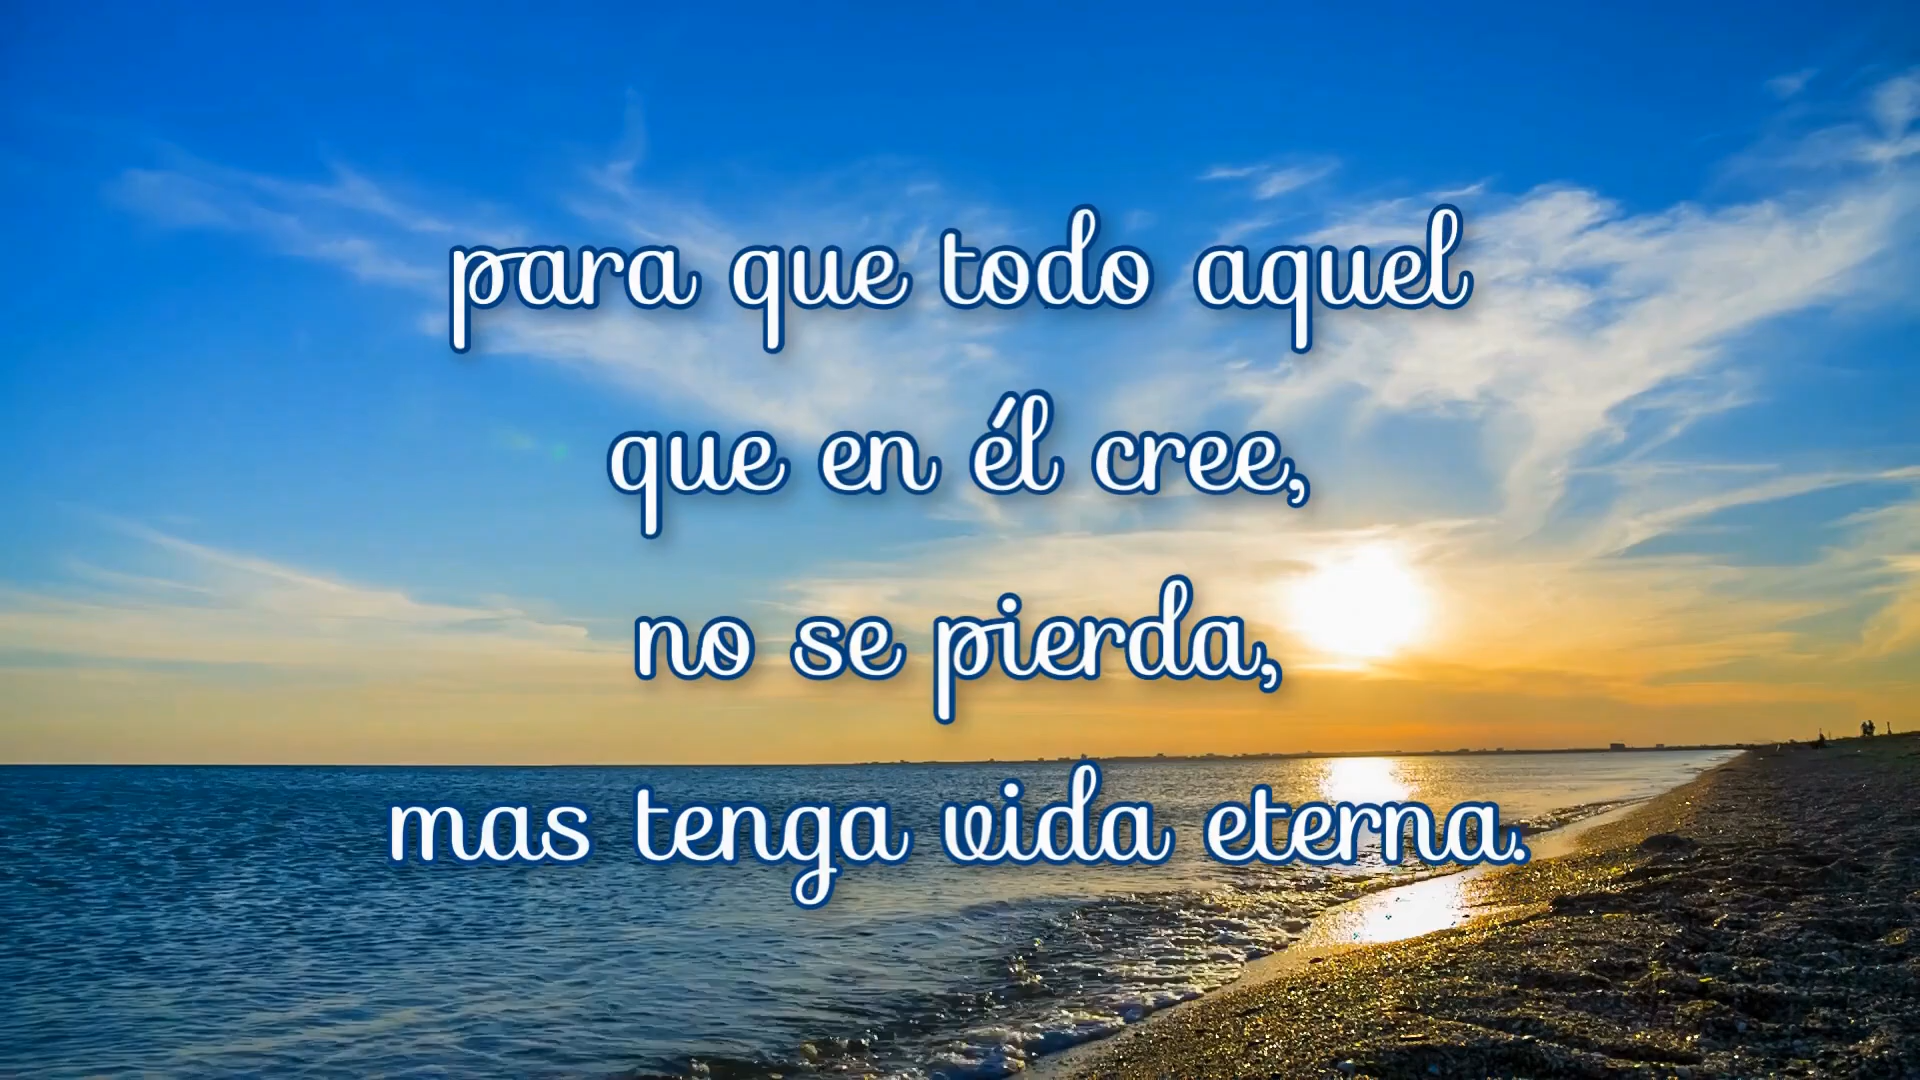 para que todo aquel
que en él cree,
no se pierda,
mas tenga vida eterna.